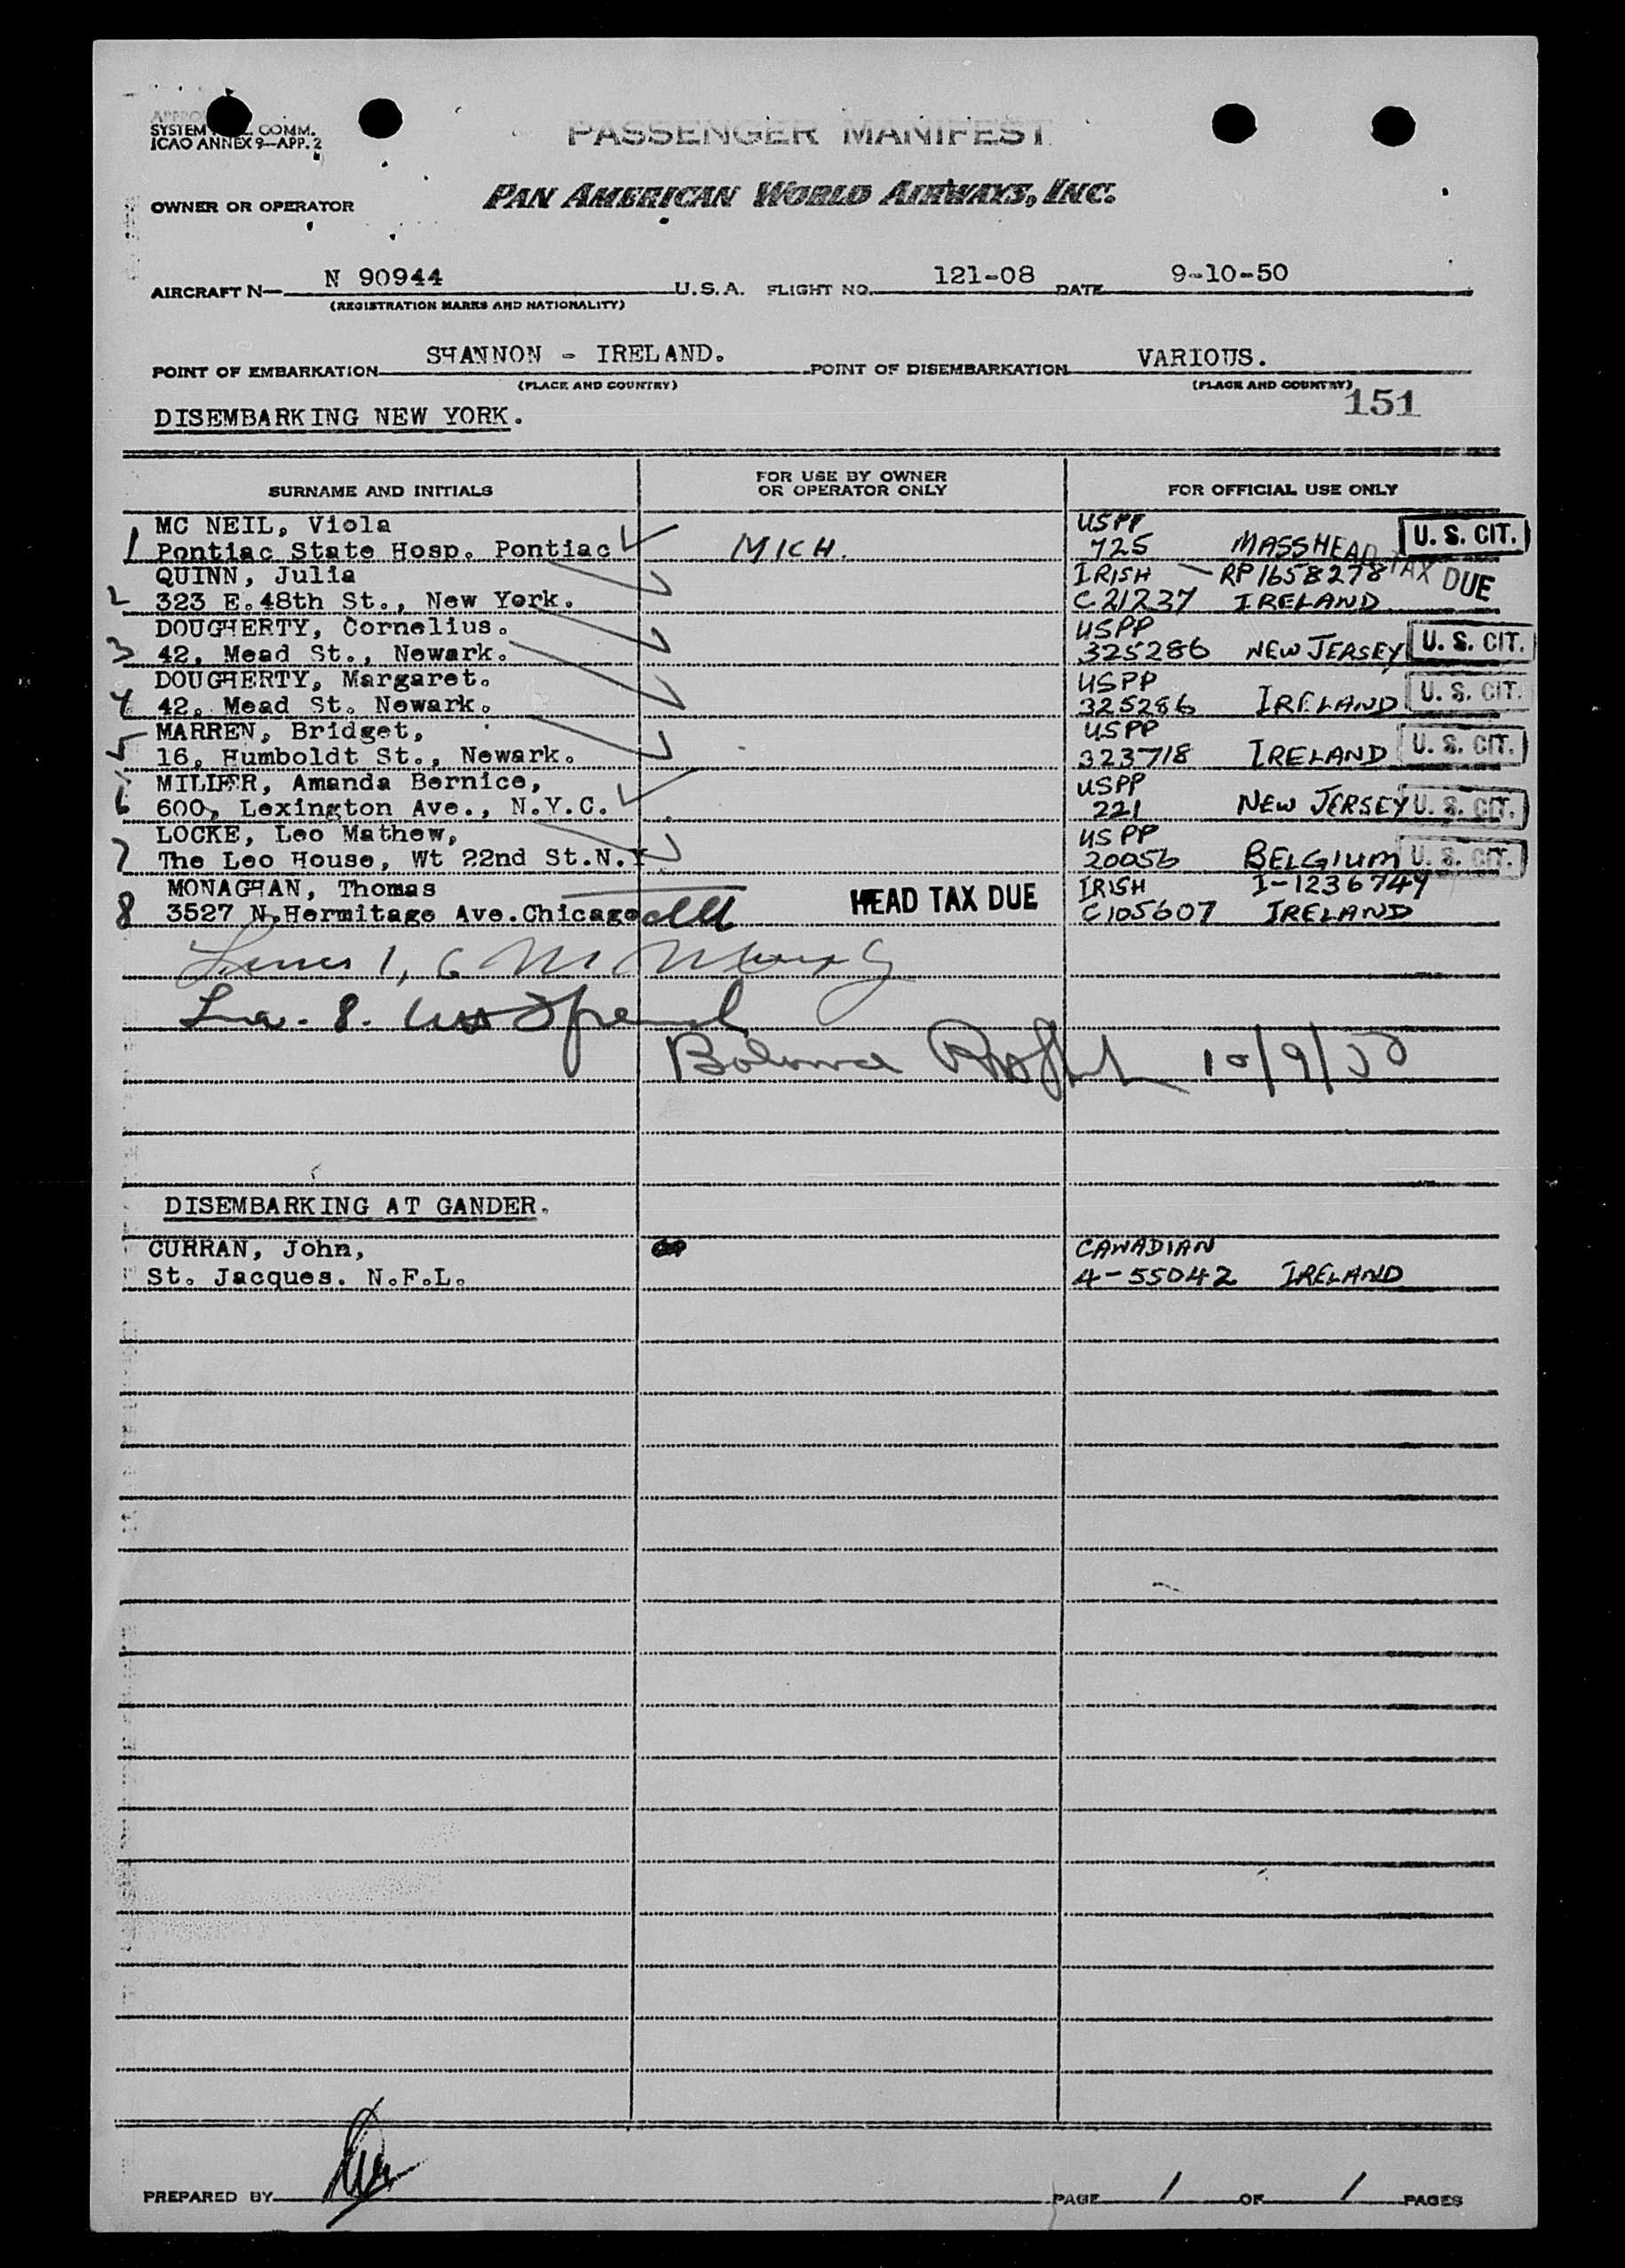 SYSTEM COMM.
ICAO ANNEX 9—APP. 2
PASSENGER MANIFEST
OWNER OR OPERATOR PAN AMERICAN WORLD AIRWAYS, INC.
AIRCRAFT N— N 90944 U.S.A. FLIGHT NO. 121-08 DATE 9-10-50
(REGISTRATION MARKS AND NATIONALITY)
POINT OF EMBARKATION SHANNON - IRELAND. POINT OF DISEMBARKATION VARIOUS.
(PLACE AND COUNTRY) (PLACE AND COUNTRY)
151
DISEMBARKING NEW YORK.
SURNAME AND INITIALS
FOR USE BY OWNER
OR OPERATOR ONLY
FOR OFFICIAL USE ONLY
MC NEIL, Viola USPP U. S. CIT.
1 Pontiac State Hosp. Pontiac MICH. 725 MASS HEAD TAX DUE
QUINN, Julia IRISH RP1658278
2 323 E.48th St., New York. C21237 IRELAND
DOUGHERTY, Cornelius. USPP
3 42, Mead St., Newark. 325286 NEW JERSEY U. S. CIT.
DOUGHERTY, Margaret. USPP
4 42, Mead St. Newark. 325286 IRELAND U. S. CIT.
MARREN, Bridget, USPP
5 16, Humboldt St., Newark. 323718 IRELAND U. S. CIT.
MILLER, Amanda Bernice, USPP
6 600, Lexington Ave., N.Y.C. 221 NEW JERSEY U. S. CIT.
LOCKE, Leo Mathew, USPP
7 The Leo House, Wt 22nd St.N.Y 20056 BELGIUM U. S. CIT.
MONAGHAN, Thomas IRISH I-1236749
8 3527 N.Hermitage Ave.Chicago HEAD TAX DUE C105607 IRELAND
Lines 1, 6
8.
10/9/50
DISEMBARKING AT GANDER.
CURRAN, John, CANADIAN
St. Jacques. N.F.L. 4-55042 IRELAND
PREPARED BY PAGE 1 OF 1 PAGES